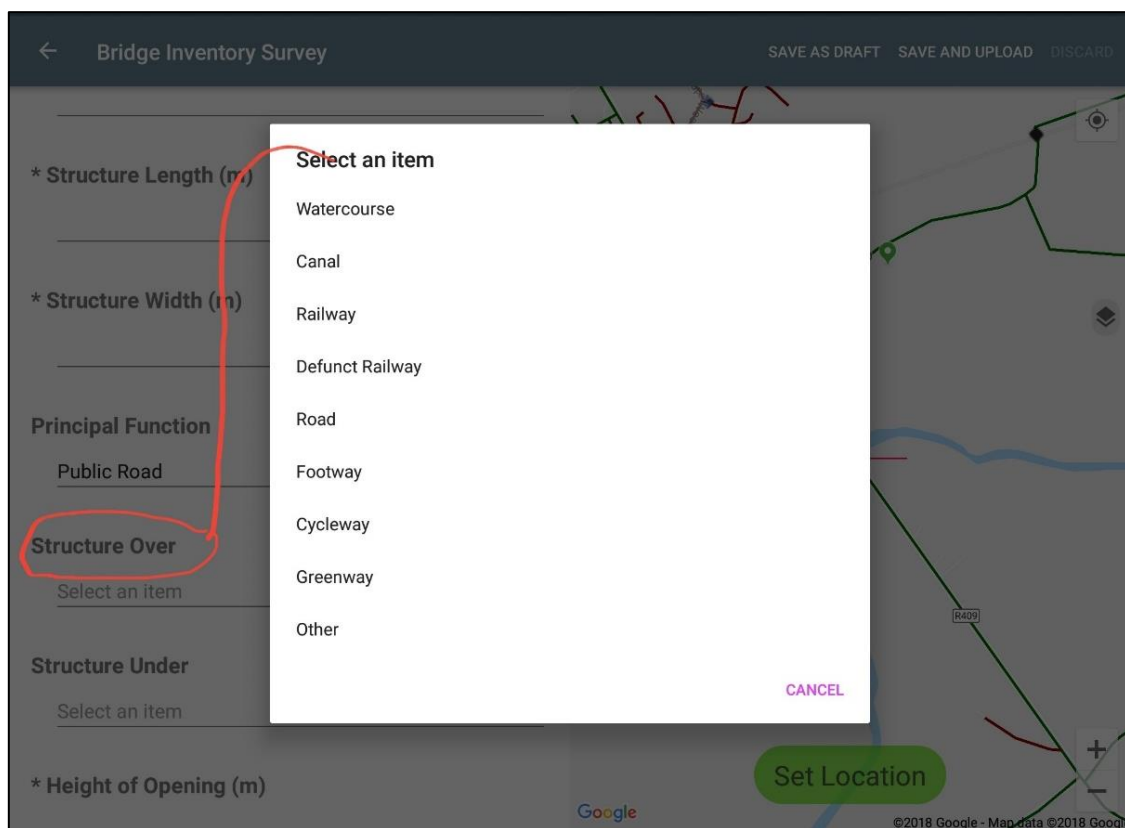 Bridge Inventory Survey
SAVE AS DRAFT SAVE AND UPLOAD DISCARD
* Structure Length (m)
* Structure Width (m)
Principal Function
Public Road
Structure Over
Select an item
Structure Under
Select an item
* Height of Opening (m)
Select an item
Watercourse
Canal
Railway
Defunct Railway
Road
Footway
Cycleway
Greenway
Other
CANCEL
R409
Set Location
Google
©2018 Google - Map data ©2018 Googl